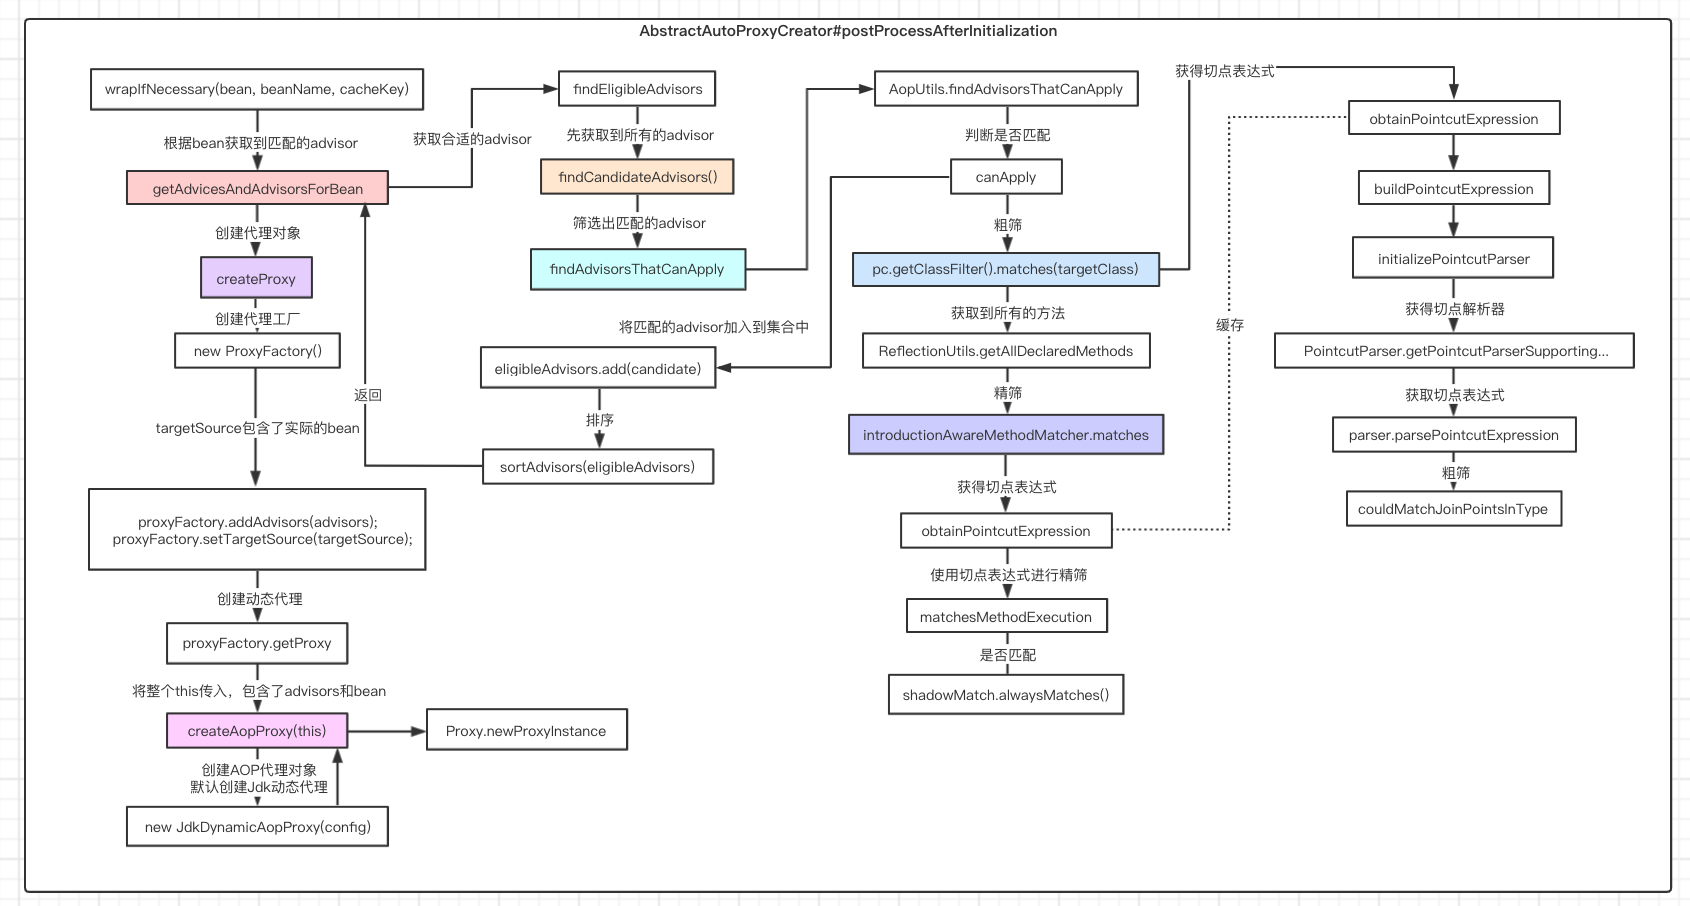 AbstractAutoProxyCreator#postProcessAfterInitialization
wrapIfNecessary(bean, beanName, cacheKey)
根据bean获取到匹配的advisor
getAdvicesAndAdvisorsForBean
创建代理对象
createProxy
创建代理工厂
new ProxyFactory()
targetSource包含了实际的bean
proxyFactory.addAdvisors(advisors);
proxyFactory.setTargetSource(targetSource);
创建动态代理
proxyFactory.getProxy
将整个this传入，包含了advisors和bean
createAopProxy(this)
Proxy.newProxyInstance
创建AOP代理对象
默认创建Jdk动态代理
new JdkDynamicAopProxy(config)
获取合适的advisor
返回
findEligibleAdvisors
先获取到所有的advisor
findCandidateAdvisors()
筛选出匹配的advisor
findAdvisorsThatCanApply
将匹配的advisor加入到集合中
eligibleAdvisors.add(candidate)
排序
sortAdvisors(eligibleAdvisors)
AopUtils.findAdvisorsThatCanApply
判断是否匹配
canApply
粗筛
pc.getClassFilter().matches(targetClass)
获取到所有的方法
ReflectionUtils.getAllDeclaredMethods
精筛
introductionAwareMethodMatcher.matches
获得切点表达式
obtainPointcutExpression
使用切点表达式进行精筛
matchesMethodExecution
是否匹配
shadowMatch.alwaysMatches()
获得切点表达式
缓存
obtainPointcutExpression
buildPointcutExpression
initializePointcutParser
获得切点解析器
PointcutParser.getPointcutParserSupporting...
获取切点表达式
parser.parsePointcutExpression
粗筛
couldMatchJoinPointsInType